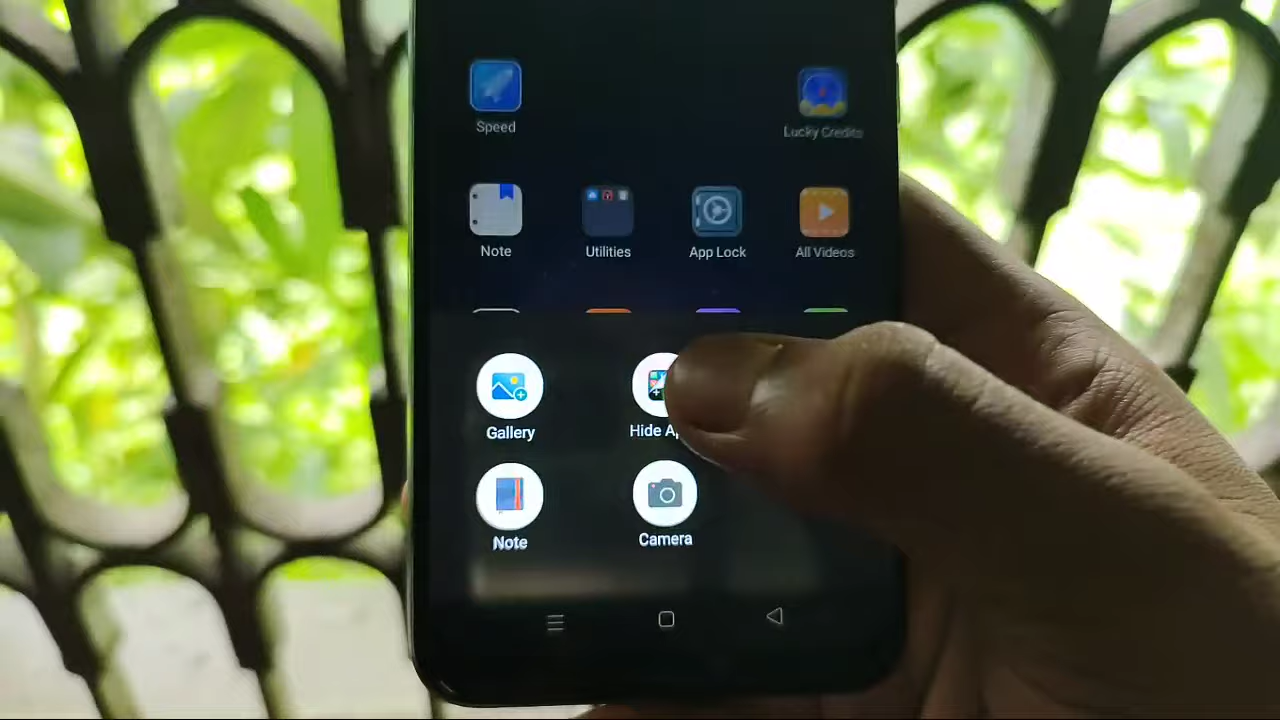 Speed
Lucky Credits
Note
Utilities
App Lock
All Videos
Gallery
Hide
Note
Camera